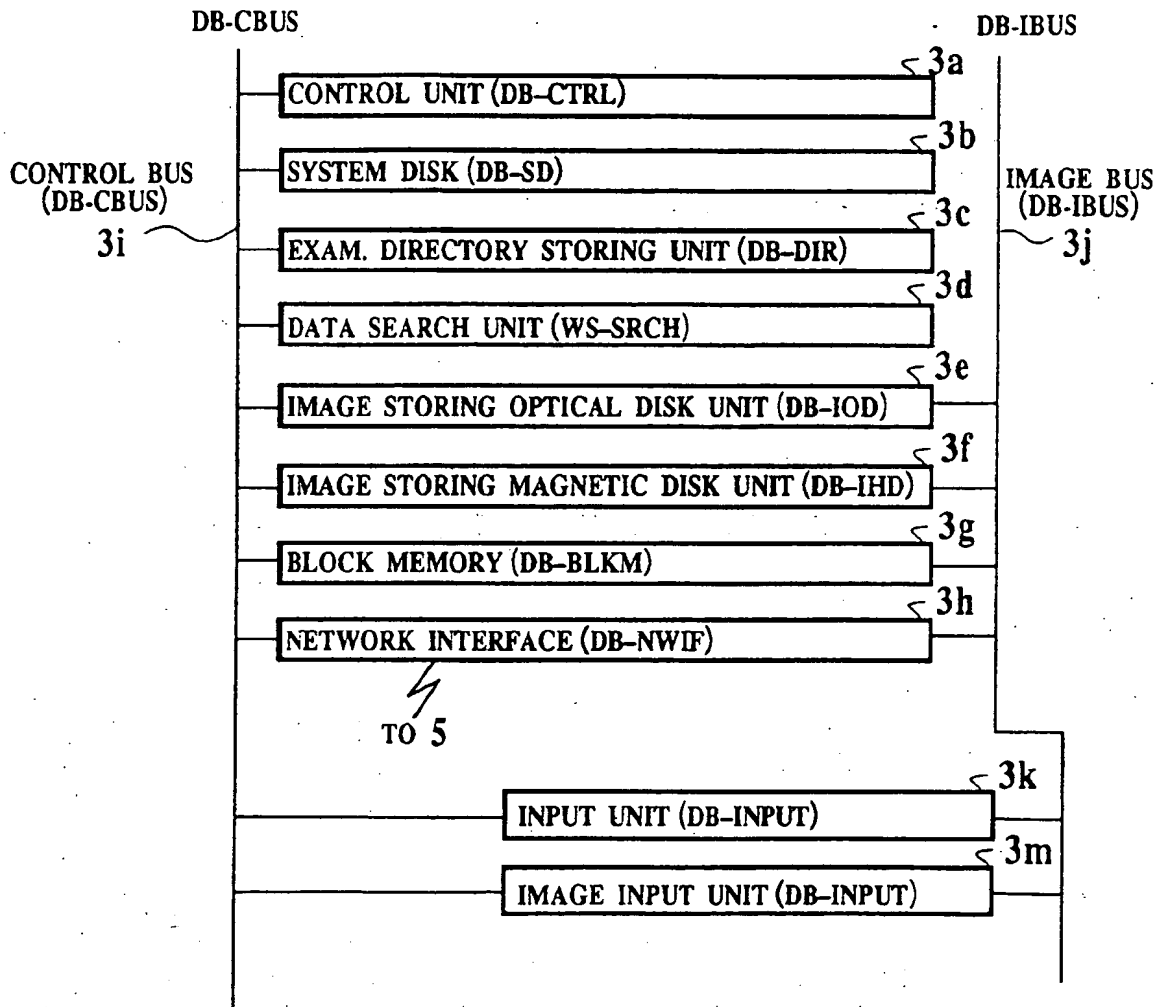 DB-CBUS
DB-IBUS
3a
CONTROL UNIT (DB-CTRL)
3b
SYSTEM DISK (DB-SD)
CONTROL BUS
(DB-CBUS)
3i
IMAGE BUS
(DB-IBUS)
3j
3c
EXAM. DIRECTORY STORING UNIT (DB-DIR)
3d
DATA SEARCH UNIT (WS-SRCH)
3e
IMAGE STORING OPTICAL DISK UNIT (DB-IOD)
3f
IMAGE STORING MAGNETIC DISK UNIT (DB-IHD)
3g
BLOCK MEMORY (DB-BLKM)
3h
NETWORK INTERFACE (DB-NWIF)
TO 5
3k
INPUT UNIT (DB-INPUT)
3m
IMAGE INPUT UNIT (DB-INPUT)